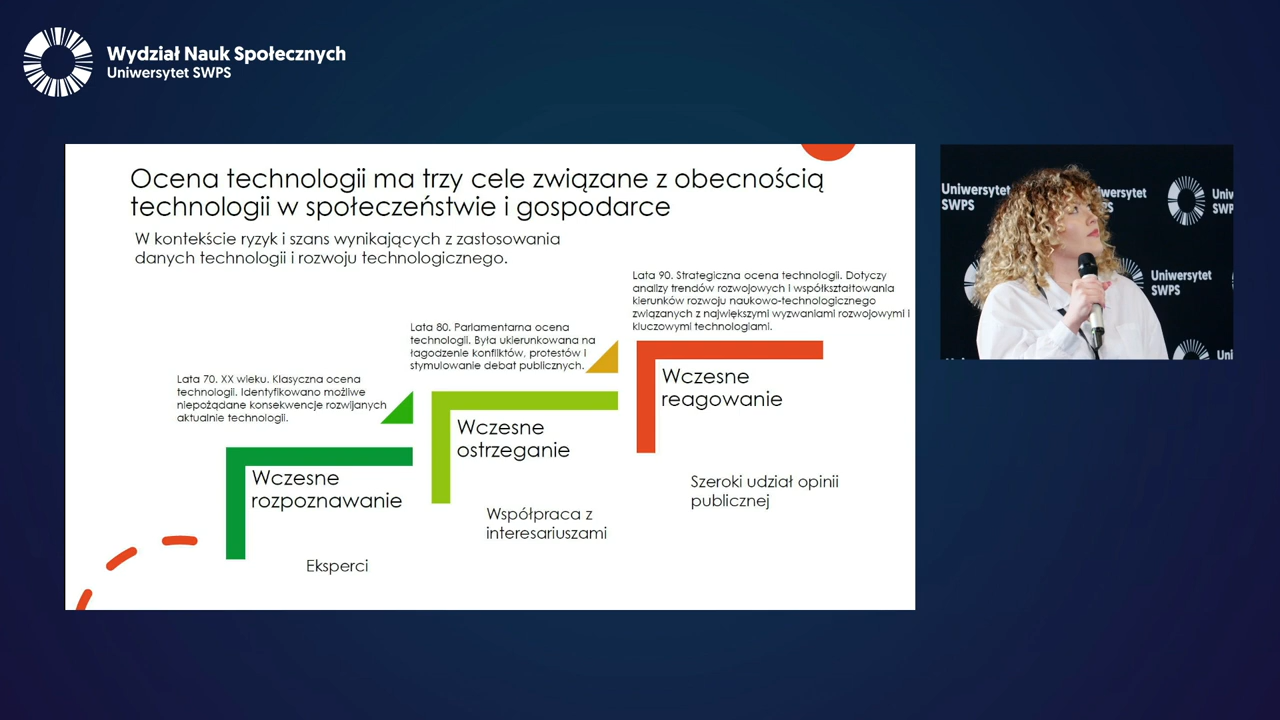 Wydział Nauk Społecznych
Uniwersytet SWPS
Ocena technologii ma trzy cele związane z obecnością
technologii w społeczeństwie i gospodarce
W kontekście ryzyk i szans wynikających z zastosowania
danych technologii i rozwoju technologicznego.
Lata 70. XX wieku. Klasyczna ocena
technologii. Identyfikowano możliwe
niepożądane konsekwencje rozwijanych
aktualnie technologii.
Wczesne
rozpoznawanie
Eksperci
Lata 80. Parlamentarna ocena
technologii. Była ukierunkowana na
łagodzenie konfliktów, protestów i
stymulowanie debat publicznych.
Wczesne
ostrzeganie
Współpraca z
interesariuszami
Lata 90. Strategiczna ocena technologii. Dotyczy
analizy trendów rozwojowych i współkształtowania
kierunków rozwoju naukowo-technologicznego
związanych z największymi wyzwaniami rozwojowymi i
kluczowymi technologiami.
Wczesne
reagowanie
Szeroki udział opinii
publicznej
Uniwersytet
SWPS
Uniwersytet
SWPS